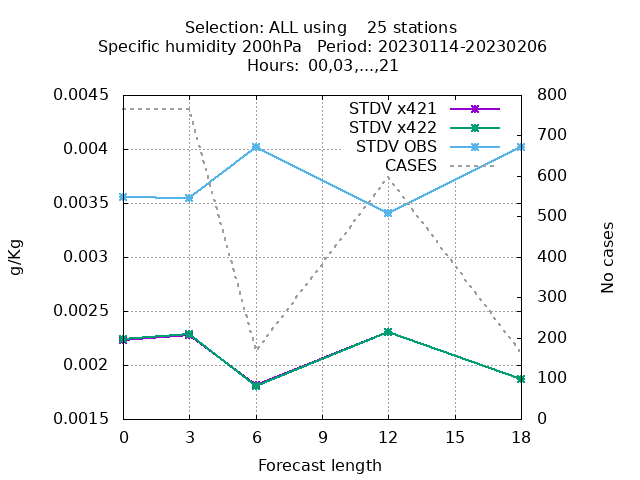 Selection: ALL using    25 stations
Specific humidity 200hPa   Period: 20230114-20230206
Hours:  00,03,...,21
STDV x421
STDV x422
STDV OBS
CASES
g/Kg
0.0045
0.004
0.0035
0.003
0.0025
0.002
0.0015
No cases
800
700
600
500
400
300
200
100
0
0 3 6 9 12 15 18
Forecast length